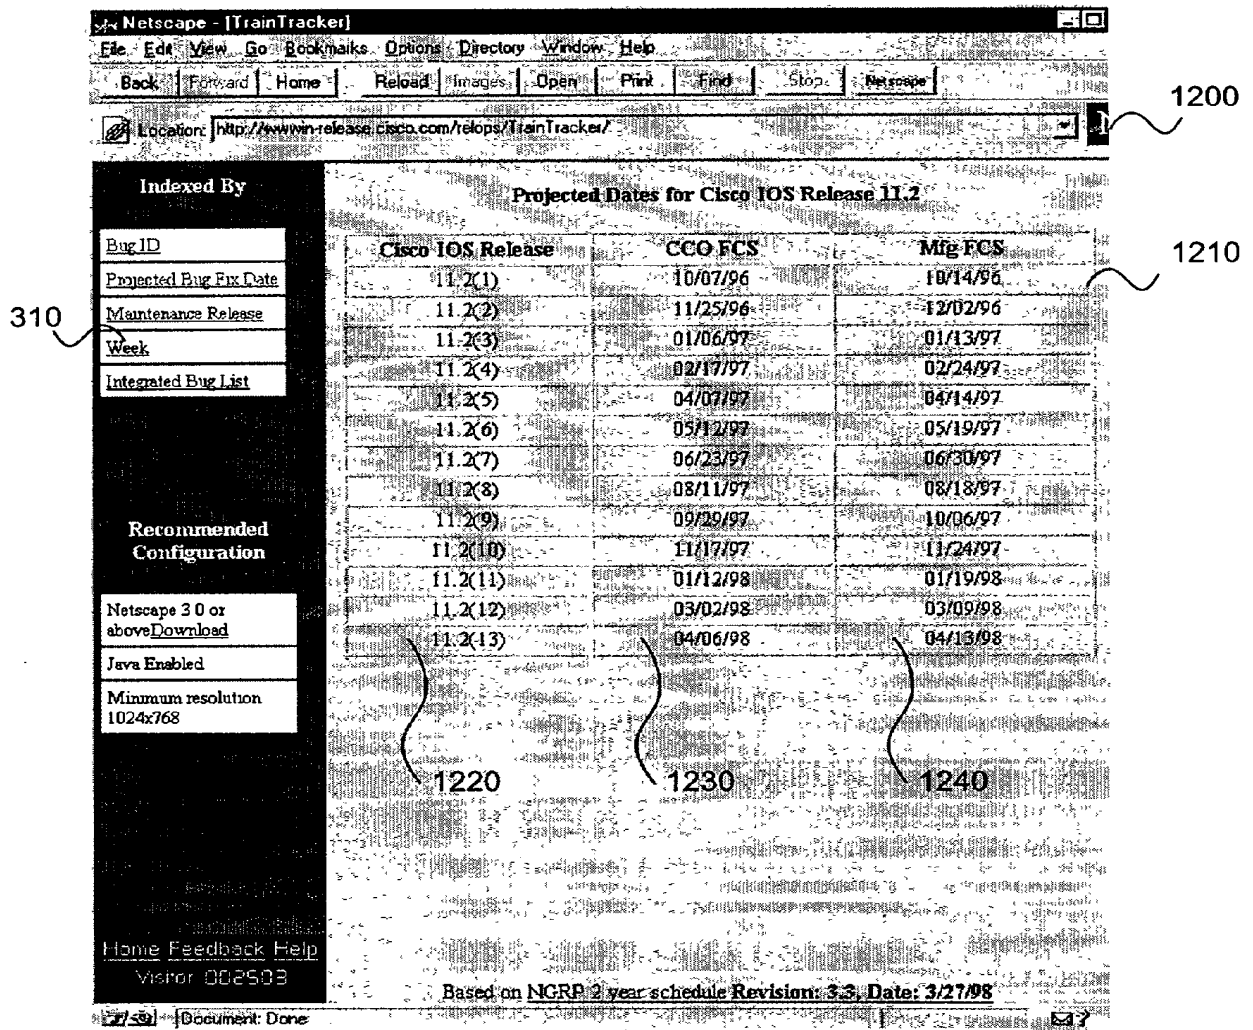 Netscape - [TrainTracker]
File Edit View Go Bookmarks Options Directory Window Help
Back Forward Home Reload Images Open Print Find Stop Netscape
Location: http://wwwin-release.cisco.com/relops/TrainTracker/
1200
Indexed By
Bug ID
Projected Bug Fix Date
Maintenance Release
310
Week
Integrated Bug List
Recommended
Configuration
Netscape 3.0 or
aboveDownload
Java Enabled
Minimum resolution
1024x768
Home Feedback Help
Visitor 002503
Projected Dates for Cisco IOS Release 11.2
1210
Cisco IOS Release CCO FCS Mfg FCS
11.2(1) 10/07/96 10/14/96
11.2(2) 11/25/96 12/02/96
11.2(3) 01/06/97 01/13/97
11.2(4) 02/17/97 02/24/97
11.2(5) 04/07/97 04/14/97
11.2(6) 05/12/97 05/19/97
11.2(7) 06/23/97 06/30/97
11.2(8) 08/11/97 08/18/97
11.2(9) 09/29/97 10/06/97
11.2(10) 11/17/97 11/24/97
11.2(11) 01/12/98 01/19/98
11.2(12) 03/02/98 03/09/98
11.2(13) 04/06/98 04/13/98
1220 1230 1240
Based on NGRP 2 year schedule Revision: 3.3, Date: 3/27/98
Document: Done